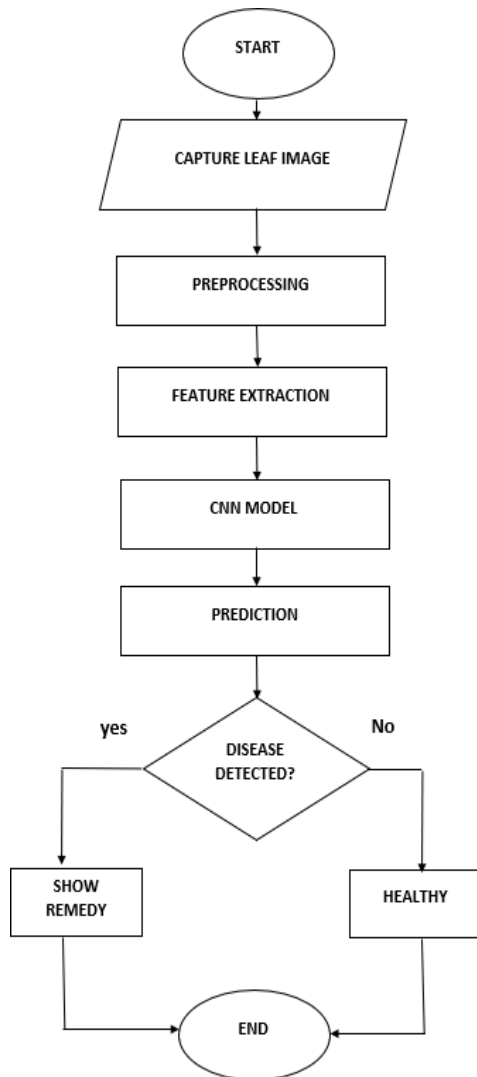 START
CAPTURE LEAF IMAGE
PREPROCESSING
FEATURE EXTRACTION
CNN MODEL
PREDICTION
yes
No
DISEASE
DETECTED?
SHOW
REMEDY
HEALTHY
END